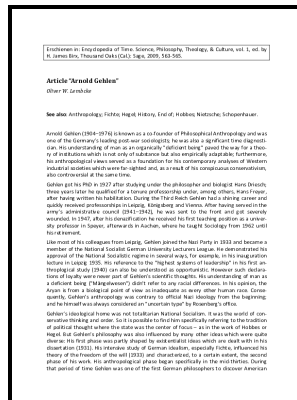 Erschienen in: Encyclopedia of Time. Science, Philosophy, Theology, & Culture, vol. 1, ed. by
H. James Birx, Thousand Oaks (Cal.): Sage, 2009, 563-565.
Article "Arnold Gehlen"
Oliver W. Lembcke
See also: Anthropology; Fichte; Hegel; History, End of; Hobbes; Nietzsche; Schopenhauer.
Arnold Gehlen (1904–1976) is known as a co-founder of Philosophical Anthropology and was
one of the Germany's leading post-war sociologists; he was also a significant time diagnosti-
cian. His understanding of man as an organically "deficient being" paved the way for a theo-
ry of institutions which is not only of substance but also empirically adaptable; furthermore,
his anthropological views served as a foundation for his contemporary analyses of Western
industrial societies which were far-sighted and, as a result of his conspicuous conservatism,
also controversial at the same time.
Gehlen got his PhD in 1927 after studying under the philosopher and biologist Hans Driesch;
three years later he qualified for a tenure professorship under, among others, Hans Freyer,
after having written his habilitation. During the Third Reich Gehlen had a shining career and
quickly received professorships in Leipzig, Königsberg and Vienna. After having served in the
army's administrative council (1941–1942), he was sent to the front and got severely
wounded. In 1947, after his denazification he received his first teaching position at a univer-
sity professor in Speyer, afterwards in Aachen, where he taught Sociology from 1962 until
his retirement.
Like most of his colleagues from Leipzig, Gehlen joined the Nazi Party in 1933 and became a
member of the National Socialist German University Lecturers League. He demonstrated his
approval of the National Socialistic regime in several ways, for example, in his inauguration
lecture in Leipzig 1935. His reference to the "highest systems of leadership" in his first an-
thropological study (1940) can also be understood as opportunistic. However such declara-
tions of loyalty were never part of Gehlen's scientific thoughts. His understanding of man as
a deficient being ("Mängelwesen") didn't refer to any racial differences. In his opinion, the
Aryan is from a biological point of view as inadequate as every other human race. Conse-
quently, Gehlen's anthropology was contrary to official Nazi ideology from the beginning;
and he himself was always considered an "uncertain type" by Rosenberg's office.
Gehlen's ideological home was not totalitarian National Socialism. It was the world of con-
servative thinking and order. So it is possible to find him specifically referring to the tradition
of political thought where the state was the center of focus – as in the work of Hobbes or
Hegel. But Gehlen's philosophy was also influenced by many other ideas which were quite
diverse: His first phase was partly shaped by existentialist ideas which are dealt with in his
dissertation (1931). His intensive study of German idealism, especially Fichte, influenced his
theory of the freedom of the will (1933) and characterized, to a certain extent, the second
phase of his work. His anthropological phase began specifically in the mid thirties. During
that period of time Gehlen was one of the first German philosophers to discover American